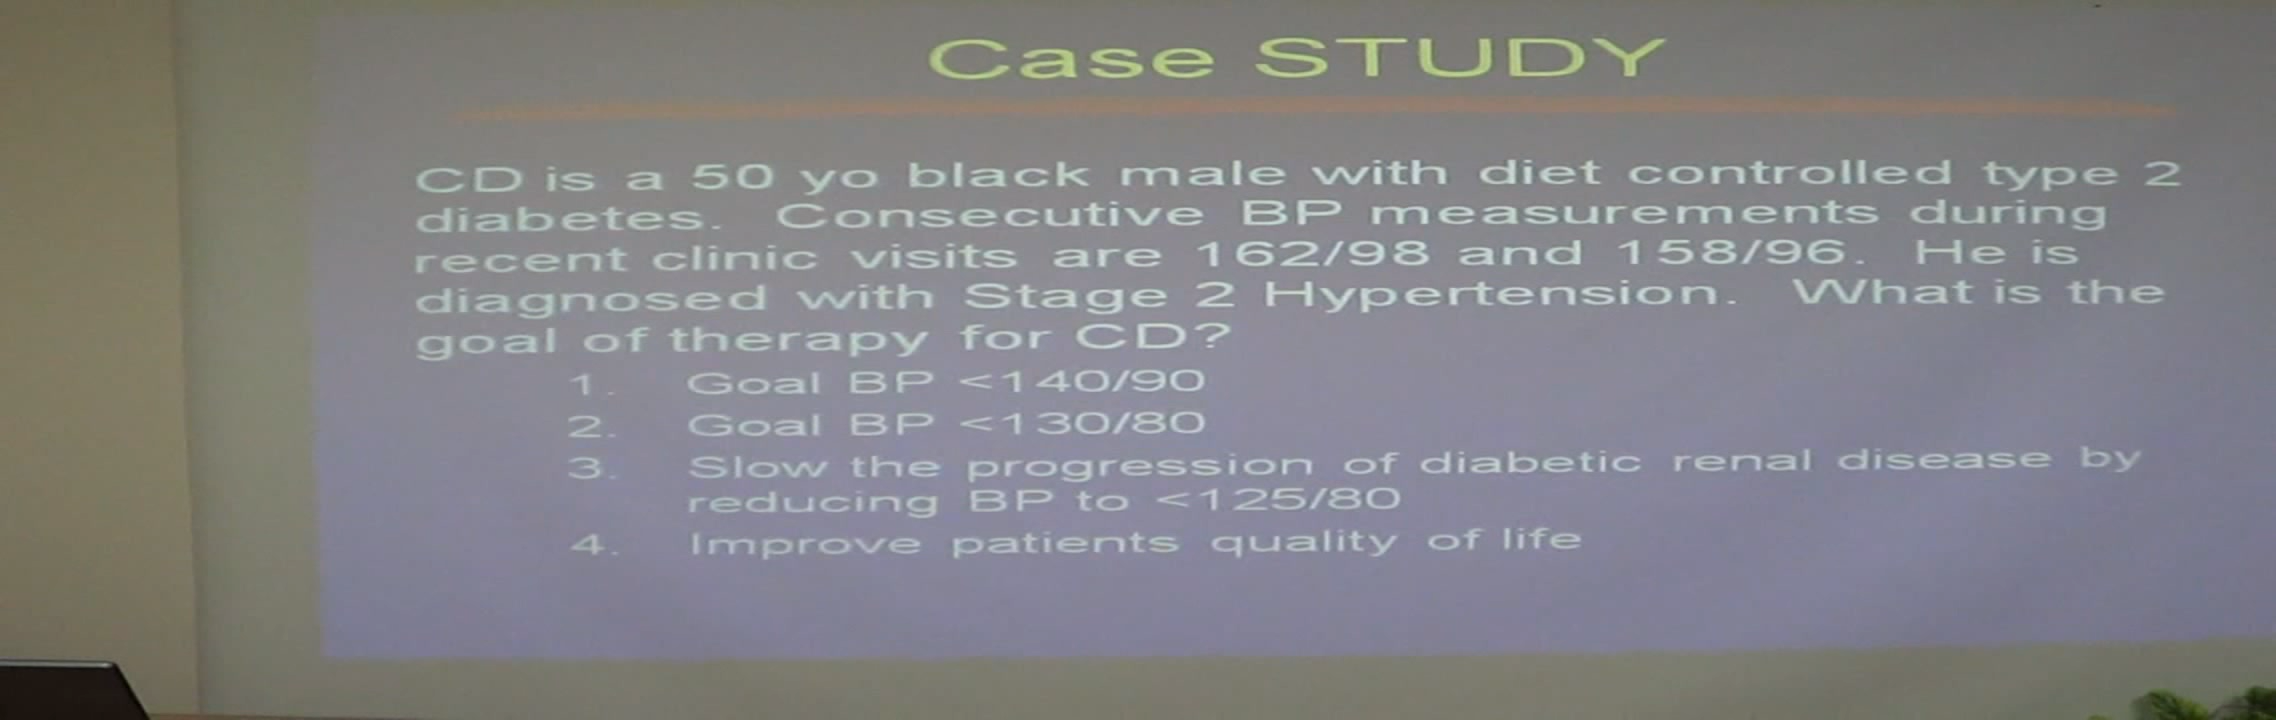 Case STUDY
CD is a 50 yo black male with diet controlled type 2
diabetes. Consecutive BP measurements during
recent clinic visits are 162/98 and 158/96. He is
diagnosed with Stage 2 Hypertension. What is the
goal of therapy for CD?
1. Goal BP <140/90
2. Goal BP <130/80
3. Slow the progression of diabetic renal disease by
reducing BP to <125/80
4. Improve patients quality of life